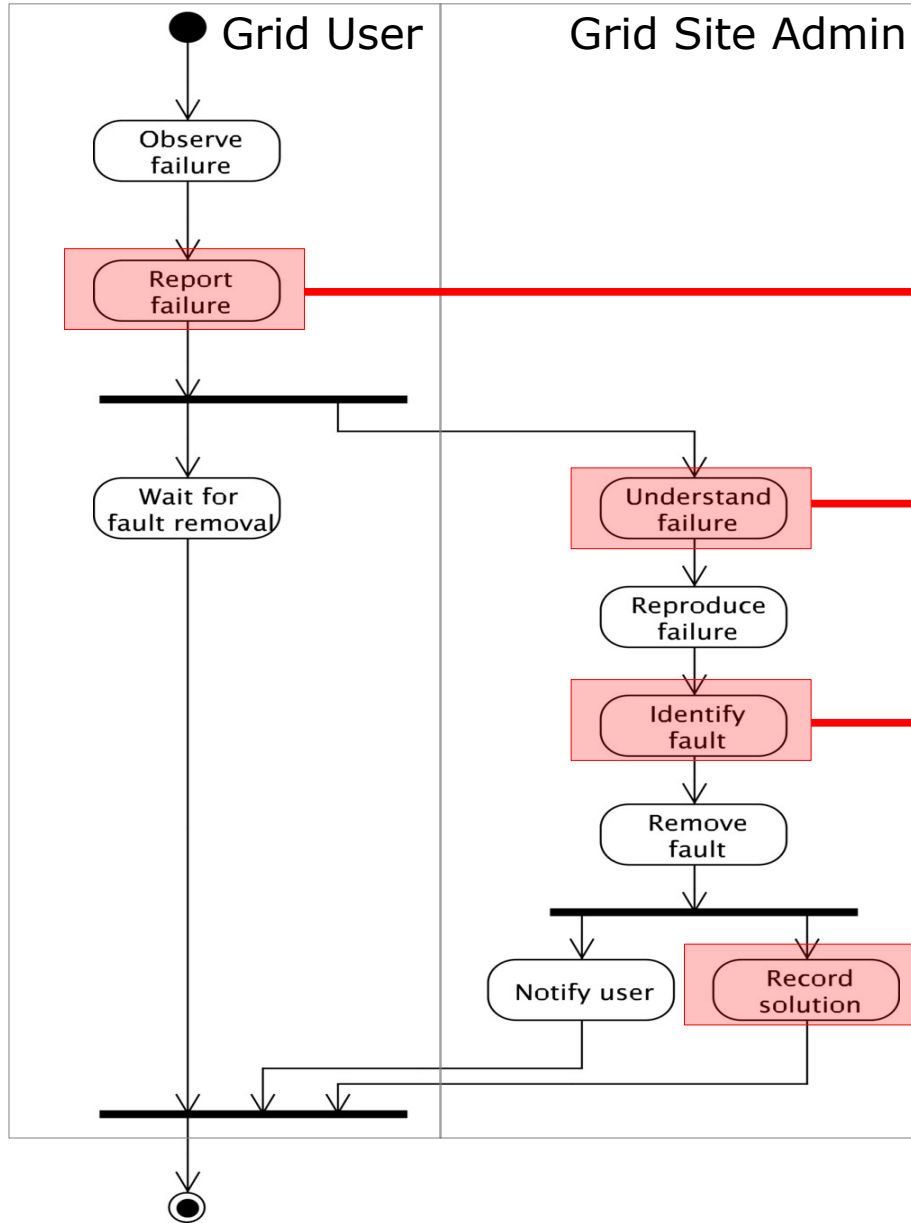 Grid User
Grid Site Admin
Observe
failure
Report
failure
Wait for
fault removal
Understand
failure
Reproduce
failure
Identify
fault
Remove
fault
Notify user
Record
solution